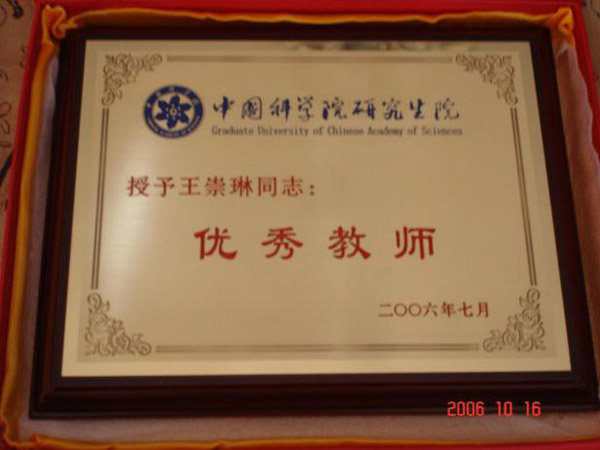 中国科学院研究生院
Graduate University of Chinese Academy of Sciences
授予王崇琳同志:
优秀教师
二〇〇六年七月
2006 10 16